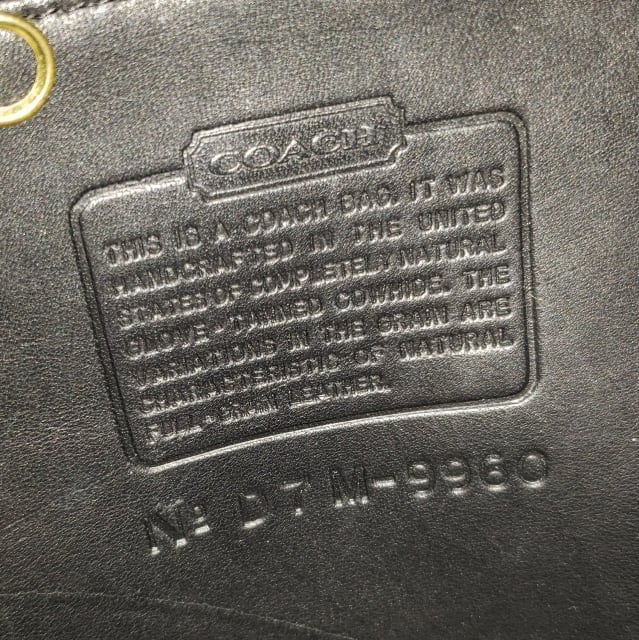 COACH
THIS IS A COACH BAG. IT WAS
HANDCRAFTED IN THE UNITED
STATES OF COMPLETELY NATURAL
GLOVE-TANNED COWHIDE. THE
VARIATIONS IN THE GRAIN ARE
CHARACTERISTIC OF NATURAL
FULL-GRAIN LEATHER.
Nº D7M-9960